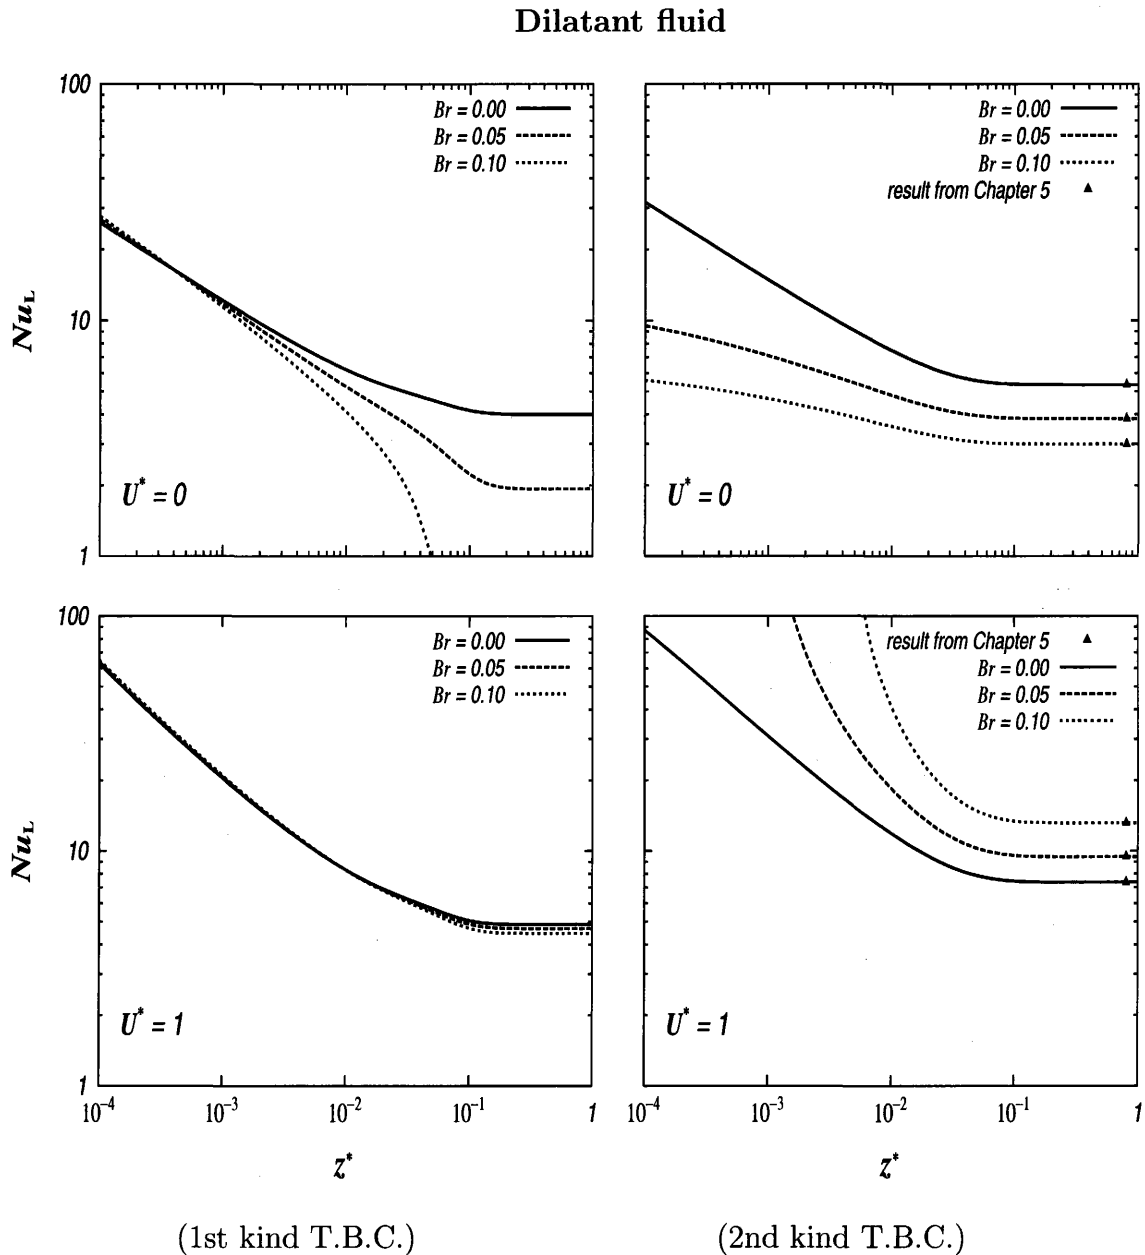 Dilatant fluid
100
10
1
Nu_L
Br = 0.00
Br = 0.05
Br = 0.10
U* = 0
Br = 0.00
Br = 0.05
Br = 0.10
result from Chapter 5
U* = 0
100
10
1
Nu_L
Br = 0.00
Br = 0.05
Br = 0.10
U* = 1
10⁻⁴ 10⁻³ 10⁻² 10⁻¹ 1
z*
(1st kind T.B.C.)
result from Chapter 5
Br = 0.00
Br = 0.05
Br = 0.10
U* = 1
10⁻⁴ 10⁻³ 10⁻² 10⁻¹ 1
z*
(2nd kind T.B.C.)